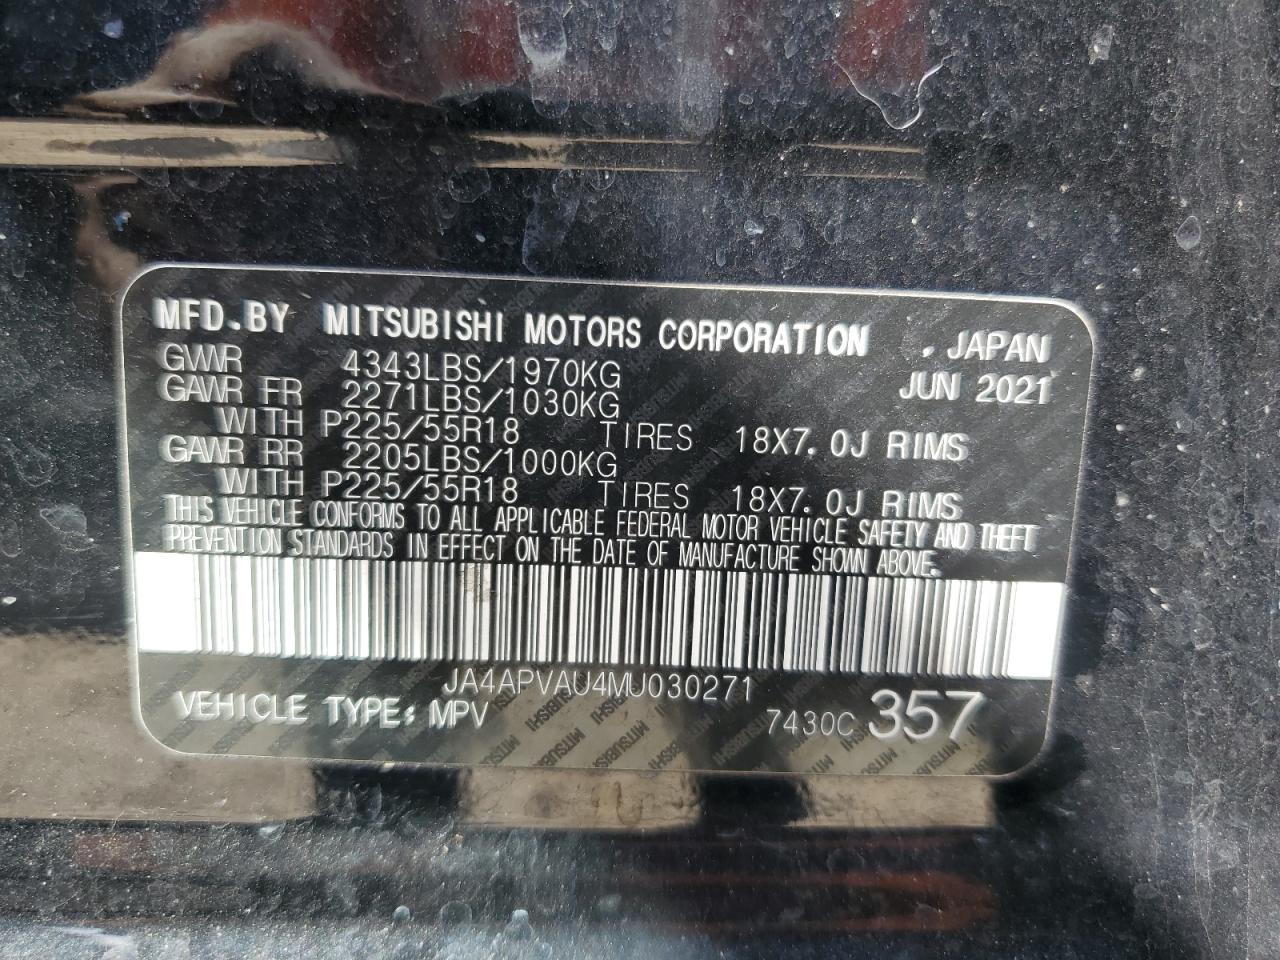 MFD.BY MITSUBISHI MOTORS CORPORATION . JAPAN
GVWR 4343LBS/1970KG JUN 2021
GAWR FR 2271LBS/1030KG
WITH P225/55R18 TIRES 18X7.0J RIMS
GAWR RR 2205LBS/1000KG
WITH P225/55R18 TIRES 18X7.0J RIMS
THIS VEHICLE CONFORMS TO ALL APPLICABLE FEDERAL MOTOR VEHICLE SAFETY AND THEFT
PREVENTION STANDARDS IN EFFECT ON THE DATE OF MANUFACTURE SHOWN ABOVE.
JA4APVAU4MU030271
VEHICLE TYPE: MPV 7430C 357